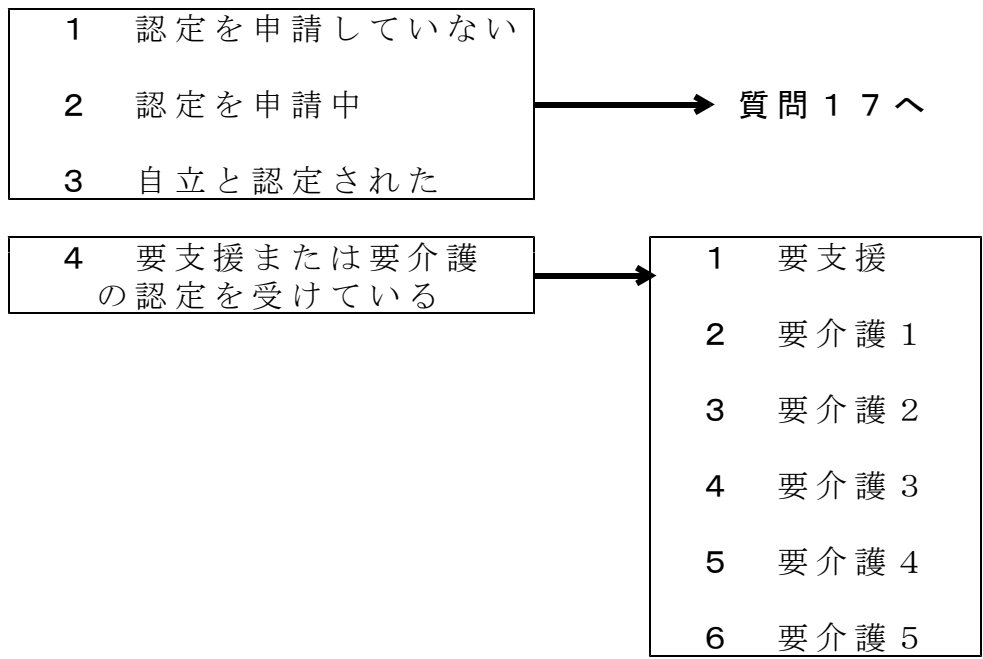 1 認定を申請していない
2 認定を申請中
3 自立と認定された
質問１７へ
4 要支援または要介護
の認定を受けている
1 要支援
2 要介護１
3 要介護２
4 要介護３
5 要介護４
6 要介護５